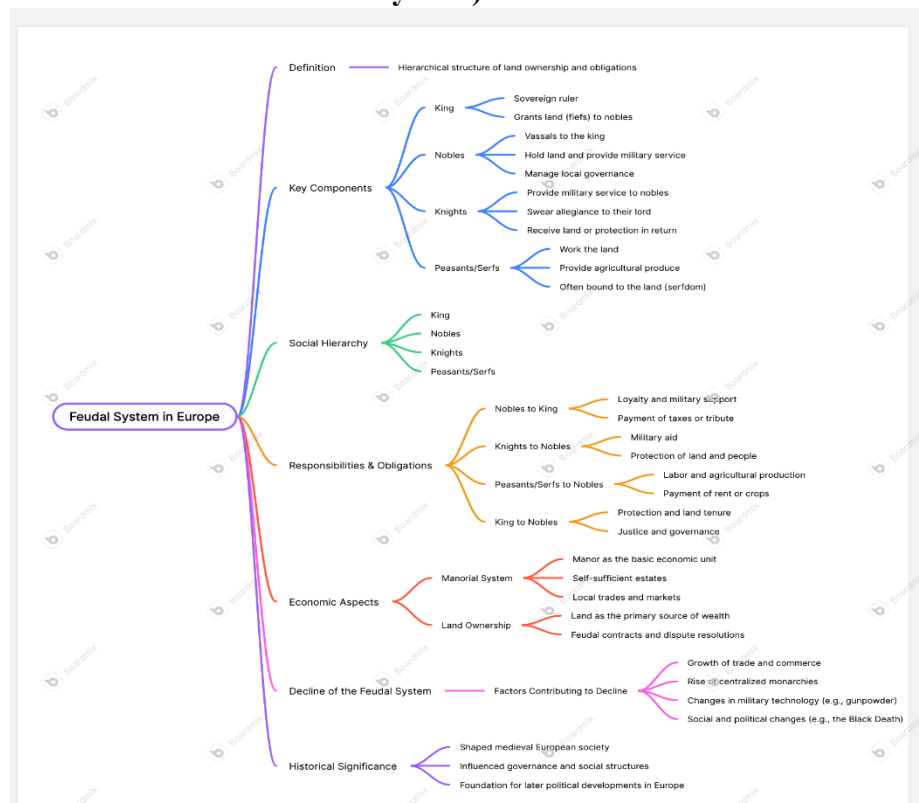 Definition
Hierarchical structure of land ownership and obligations
Key Components
King
Sovereign ruler
Grants land (fiefs) to nobles
Nobles
Vassals to the king
Hold land and provide military service
Manage local governance
Knights
Provide military service to nobles
Swear allegiance to their lord
Receive land or protection in return
Peasants/Serfs
Work the land
Provide agricultural produce
Often bound to the land (serfdom)
Social Hierarchy
King
Nobles
Knights
Peasants/Serfs
Feudal System in Europe
Responsibilities & Obligations
Nobles to King
Loyalty and military support
Payment of taxes or tribute
Knights to Nobles
Military aid
Protection of land and people
Peasants/Serfs to Nobles
Labor and agricultural production
Payment of rent or crops
King to Nobles
Protection and land tenure
Justice and governance
Economic Aspects
Manorial System
Manor as the basic economic unit
Self-sufficient estates
Local trades and markets
Land Ownership
Land as the primary source of wealth
Feudal contracts and dispute resolutions
Decline of the Feudal System
Factors Contributing to Decline
Growth of trade and commerce
Rise of centralized monarchies
Changes in military technology (e.g., gunpowder)
Social and political changes (e.g., the Black Death)
Historical Significance
Shaped medieval European society
Influenced governance and social structures
Foundation for later political developments in Europe
Boardmix